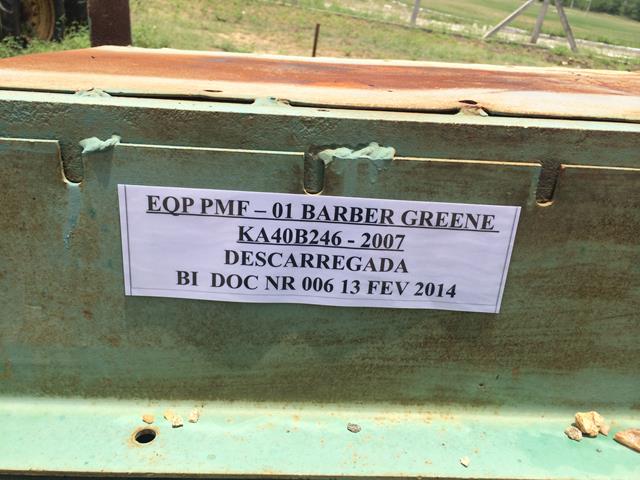 EQP PMF – 01 BARBER GREENE
KA40B246 - 2007
DESCARREGADA
BI DOC NR 006 13 FEV 2014